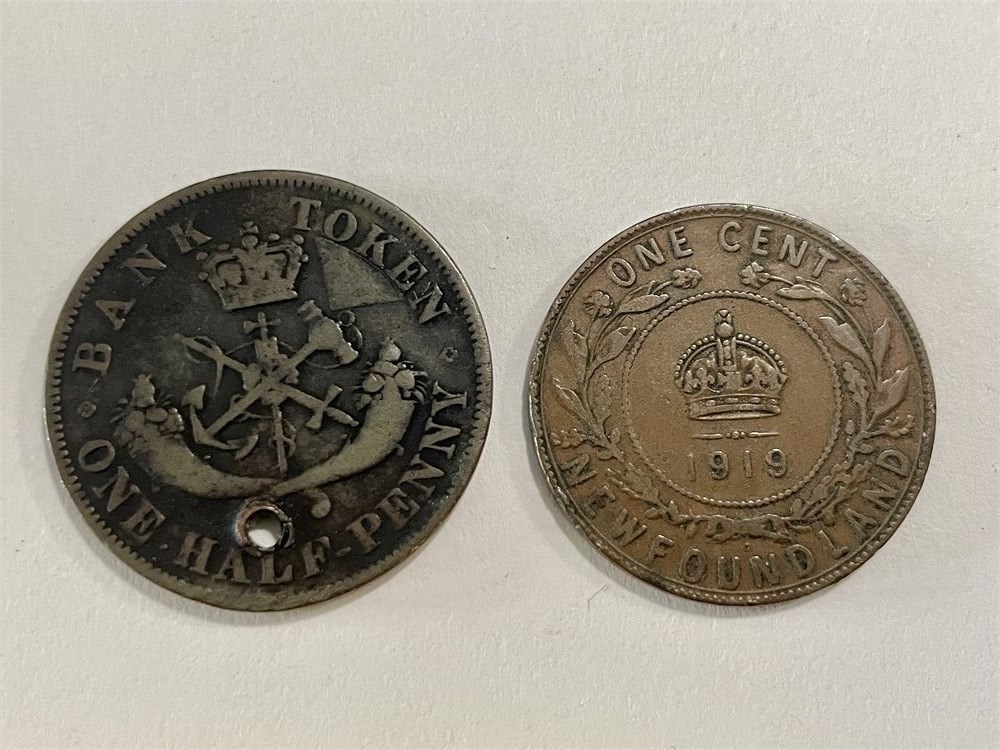 BANK TOKEN
ONE HALF-PENNY
ONE CENT
1919
NEWFOUNDLAND